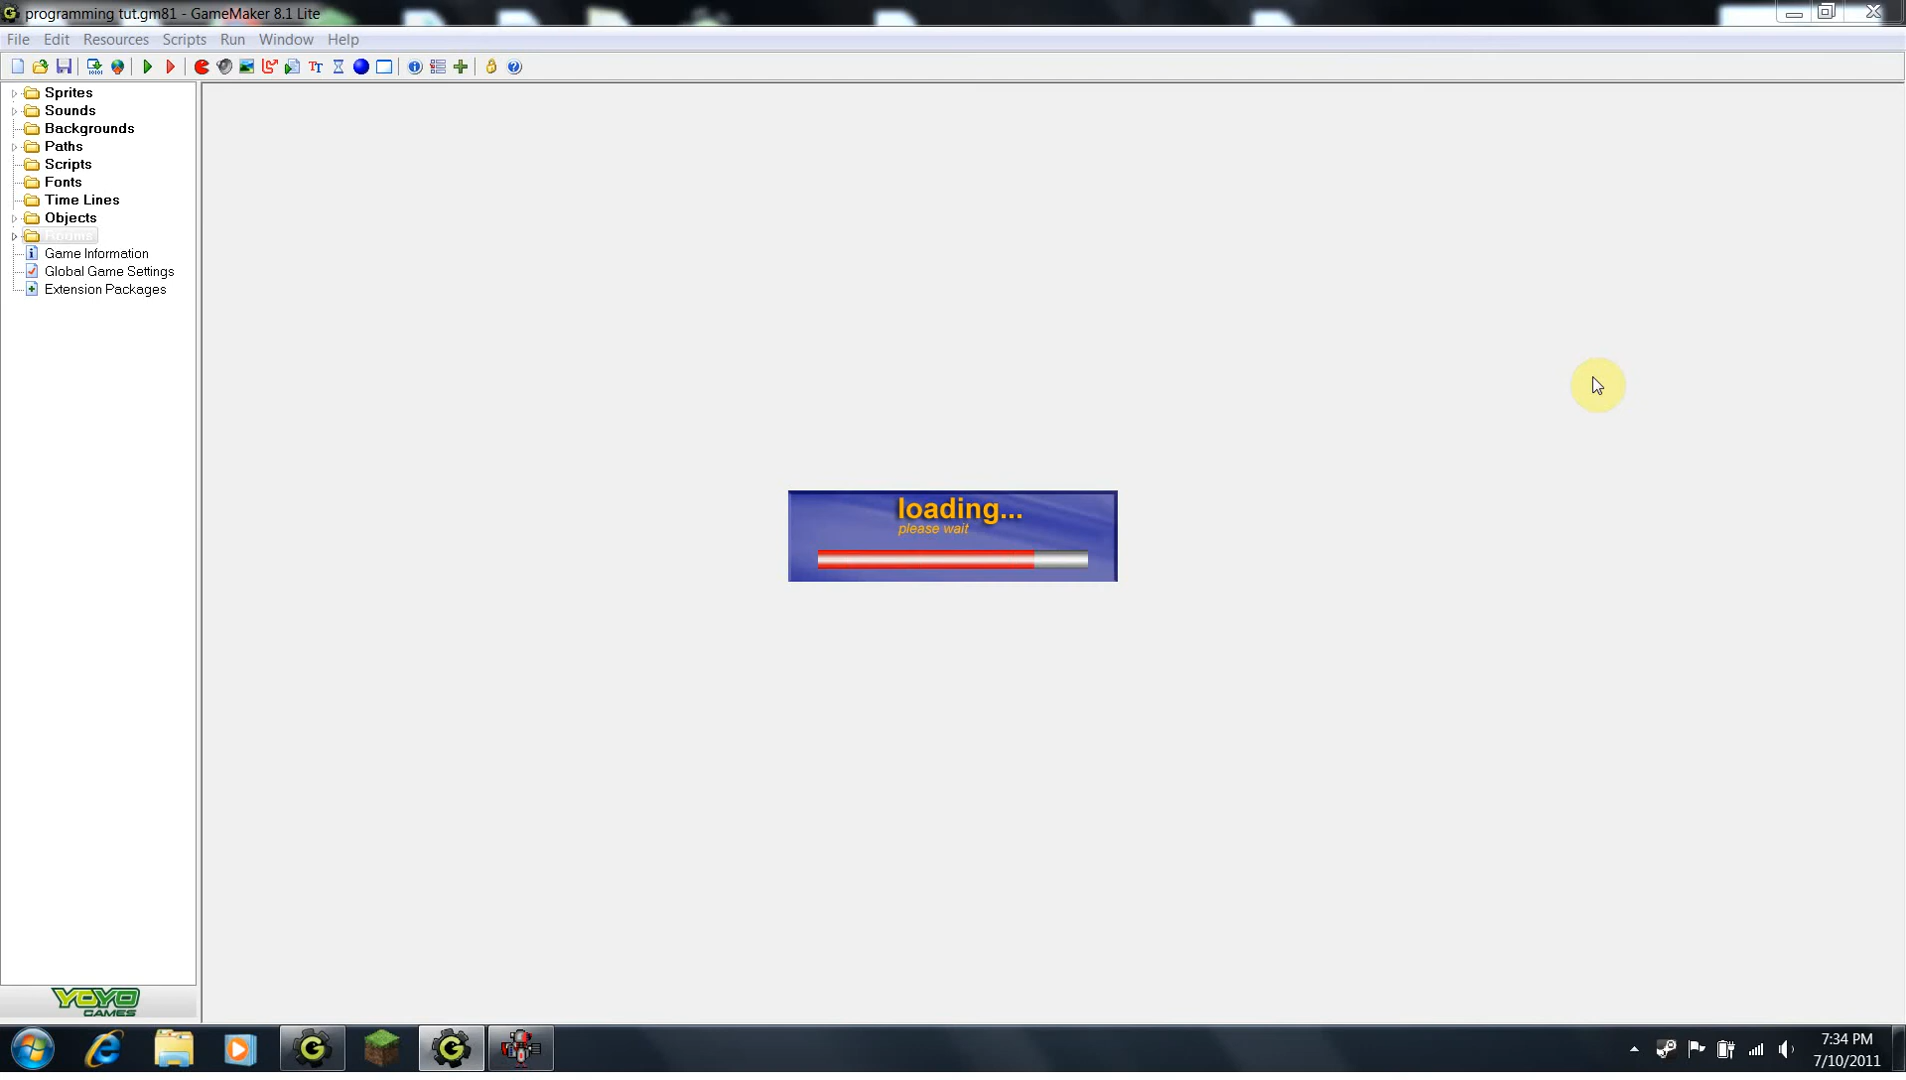 programming tut.gm81 - GameMaker 8.1 Lite
File Edit Resources Scripts Run Window Help
Sprites
Sounds
Backgrounds
Paths
Scripts
Fonts
Time Lines
Objects
Rooms
Game Information
Global Game Settings
Extension Packages
loading...
please wait
YOYO
GAMES
7:34 PM
7/10/2011